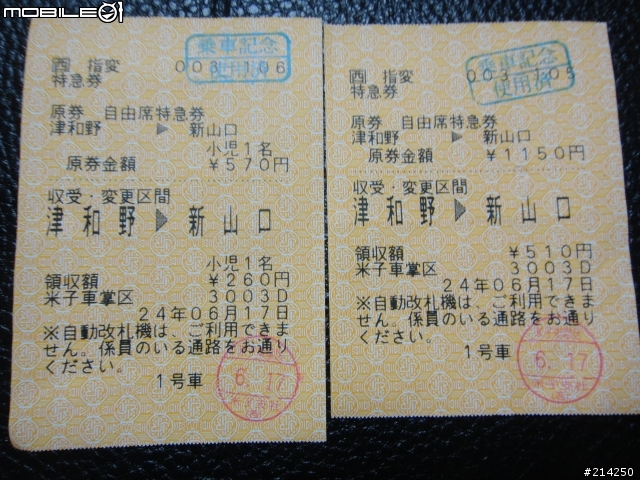 mobile01
乗車記念
使用済
西 指変
特急券
原券 自由席特急券
津和野 ▶ 新山口
小児1名
原券金額 ¥570円
収受・変更区間
津和野 ▶ 新山口
小児1名
領収額 ¥260円
米子車掌区 3003D
24年06月17日
※自動改札機は、ご利用できま
せん。係員のいる通路をお通り
ください。
1号車
6.17
乗車記念
使用済
西 指変
特急券
原券 自由席特急券
津和野 ▶ 新山口
原券金額 ¥1150円
収受・変更区間
津和野 ▶ 新山口
領収額 ¥510円
米子車掌区 3003D
24年06月17日
※自動改札機は、ご利用できま
せん。係員のいる通路をお通り
ください。
1号車
6.17
#214250